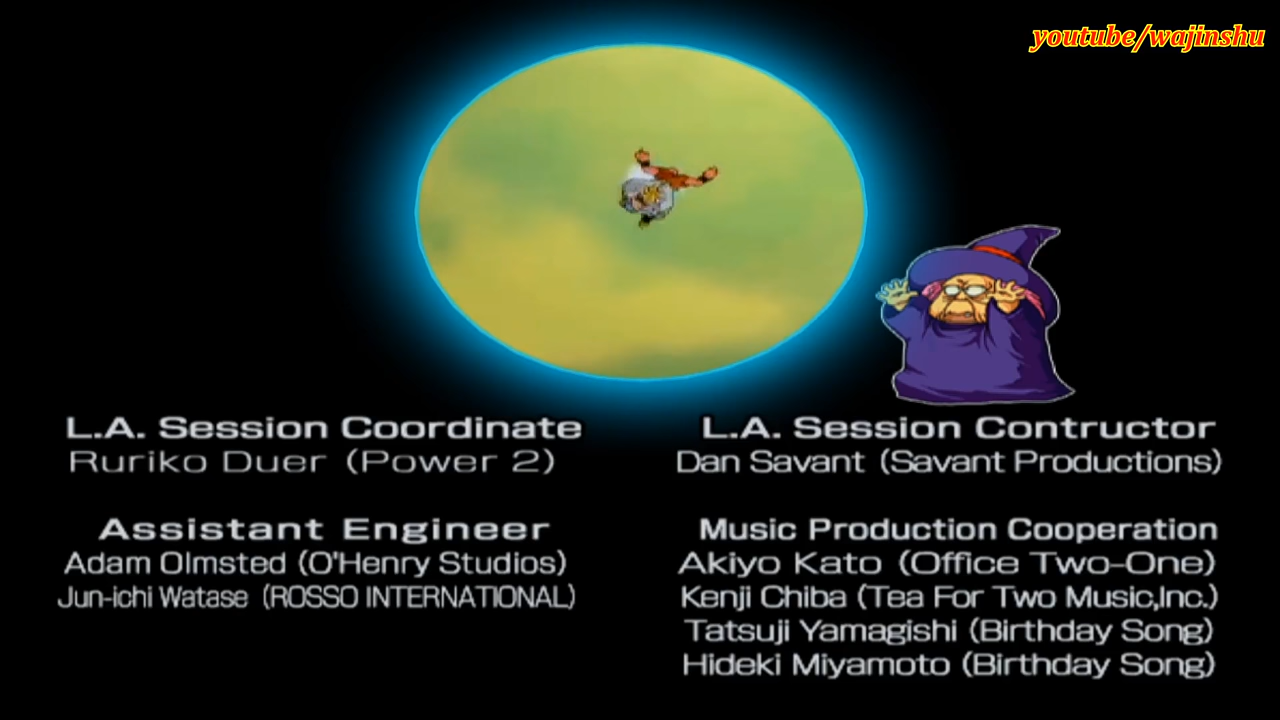 youtube/wajinshu
L.A. Session Coordinate
Ruriko Duer (Power 2)
L.A. Session Contructor
Dan Savant (Savant Productions)
Assistant Engineer
Adam Olmsted (O'Henry Studios)
Jun-ichi Watase (ROSSO INTERNATIONAL)
Music Production Cooperation
Akiyo Kato (Office Two-One)
Kenji Chiba (Tea For Two Music,Inc.)
Tatsuji Yamagishi (Birthday Song)
Hideki Miyamoto (Birthday Song)